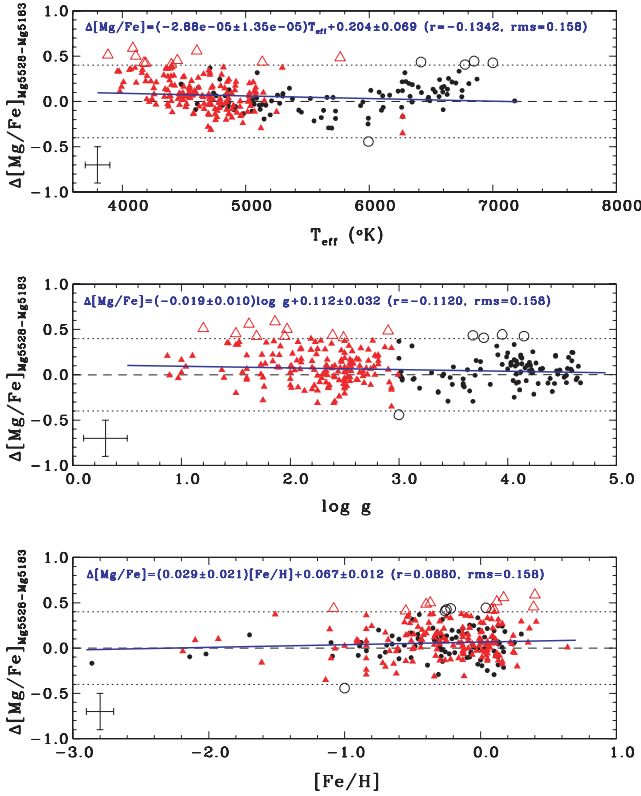 Δ[Mg/Fe]=(-2.88e-05±1.35e-05)Teff+0.204±0.069 (r=-0.1342, rms=0.158)
1.0
0.5
0.0
-0.5
-1.0
Δ[Mg/Fe]Mg5528-Mg5183
4000 5000 6000 7000 8000
Teff (°K)
Δ[Mg/Fe]=(-0.019±0.010)log g+0.112±0.032 (r=-0.1120, rms=0.158)
1.0
0.5
0.0
-0.5
-1.0
Δ[Mg/Fe]Mg5528-Mg5183
0.0 1.0 2.0 3.0 4.0 5.0
log g
Δ[Mg/Fe]=(0.029±0.021)[Fe/H]+0.067±0.012 (r=0.0880, rms=0.158)
1.0
0.5
0.0
-0.5
-1.0
Δ[Mg/Fe]Mg5528-Mg5183
-3.0 -2.0 -1.0 0.0 1.0
[Fe/H]